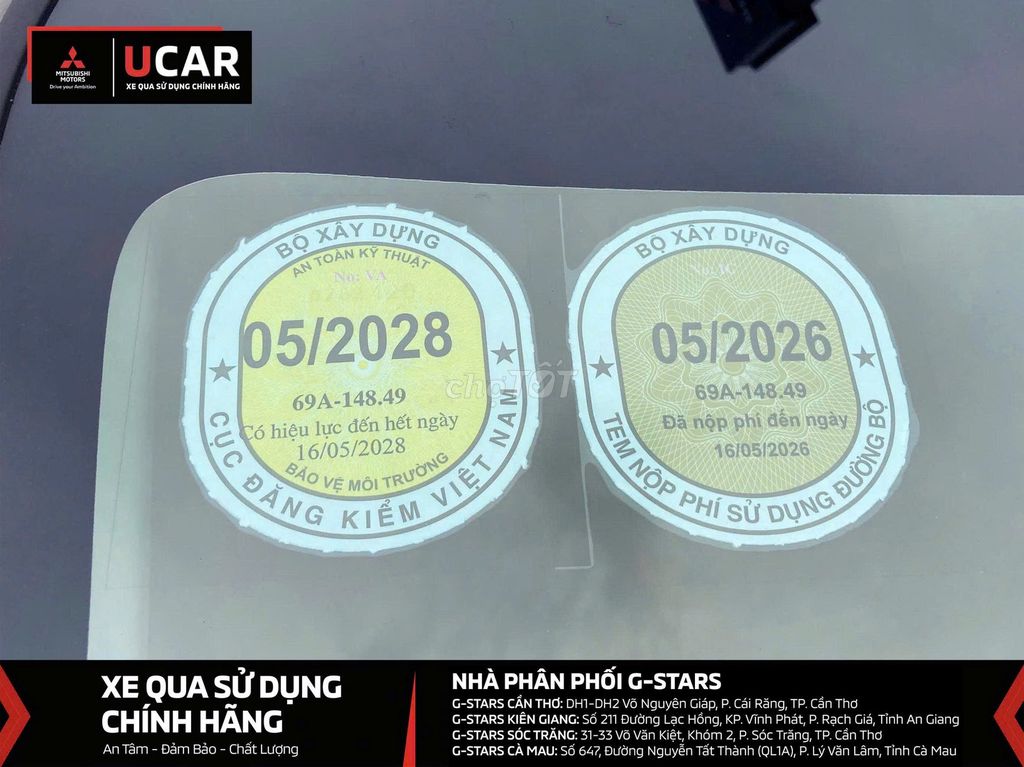 MITSUBISHI
MOTORS
Drive your Ambition
UCAR
XE QUA SỬ DỤNG CHÍNH HÃNG
BỘ XÂY DỰNG
AN TOÀN KỸ THUẬT
No: VA
05/2028
69A-148.49
Có hiệu lực đến hết ngày
16/05/2028
BẢO VỆ MÔI TRƯỜNG
CỤC ĐĂNG KIỂM VIỆT NAM
BỘ XÂY DỰNG
No: IC
05/2026
69A-148.49
Đã nộp phí đến ngày
16/05/2026
TEM NỘP PHÍ SỬ DỤNG ĐƯỜNG BỘ
chợTỐT
XE QUA SỬ DỤNG
CHÍNH HÃNG
An Tâm - Đảm Bảo - Chất Lượng
NHÀ PHÂN PHỐI G-STARS
G-STARS CẦN THƠ: DH1-DH2 Võ Nguyên Giáp, P. Cái Răng, TP. Cần Thơ
G-STARS KIÊN GIANG: Số 211 Đường Lạc Hồng, KP. Vĩnh Phát, P. Rạch Giá, Tỉnh An Giang
G-STARS SÓC TRĂNG: 31-33 Võ Văn Kiệt, Khóm 2, P. Sóc Trăng, TP. Cần Thơ
G-STARS CÀ MAU: Số 647, Đường Nguyễn Tất Thành (QL1A), P. Lý Văn Lâm, Tỉnh Cà Mau